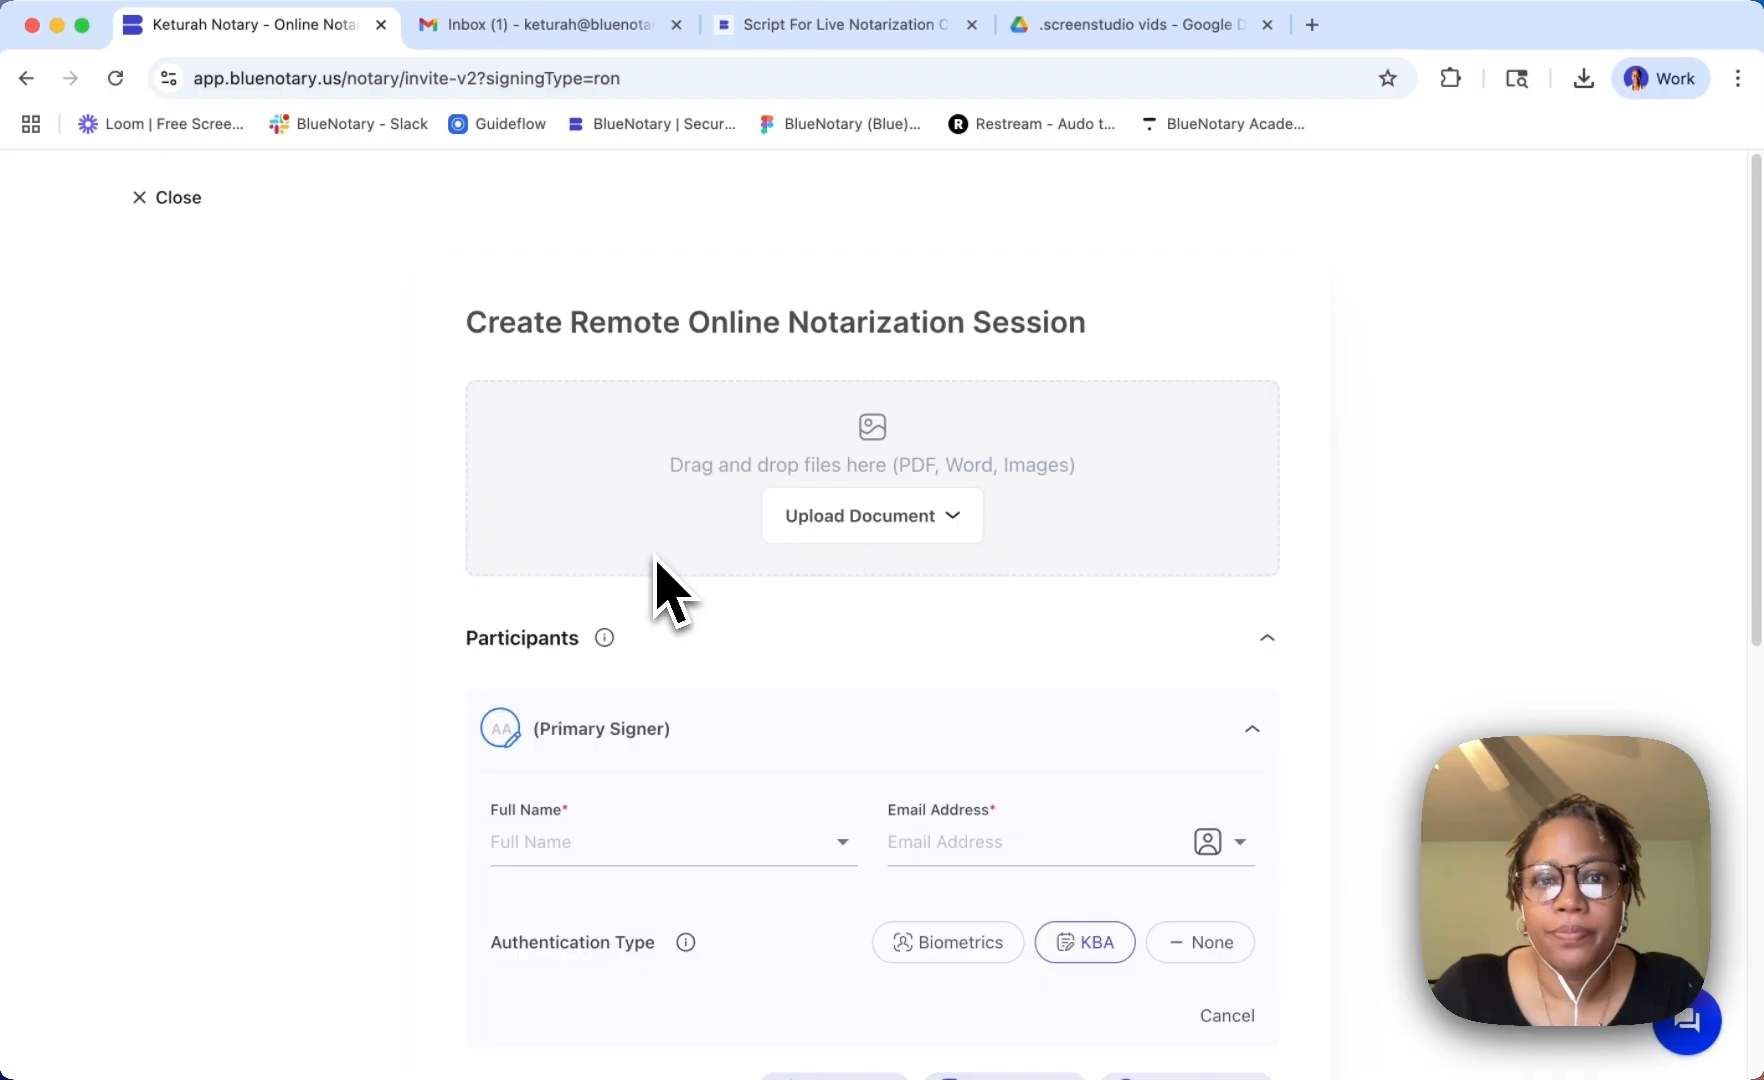 Keturah Notary - Online Nota
Inbox (1) - keturah@bluenota
Script For Live Notarization C
.screenstudio vids - Google D
app.bluenotary.us/notary/invite-v2?signingType=ron
Work
Loom | Free Scree...
BlueNotary - Slack
Guideflow
BlueNotary | Secur...
BlueNotary (Blue)...
R
Restream - Audo t...
BlueNotary Acade...
Close
Create Remote Online Notarization Session
Drag and drop files here (PDF, Word, Images)
Upload Document
Participants
AA
(Primary Signer)
Full Name*
Email Address*
Full Name
Email Address
Authentication Type
Biometrics
KBA
None
Cancel